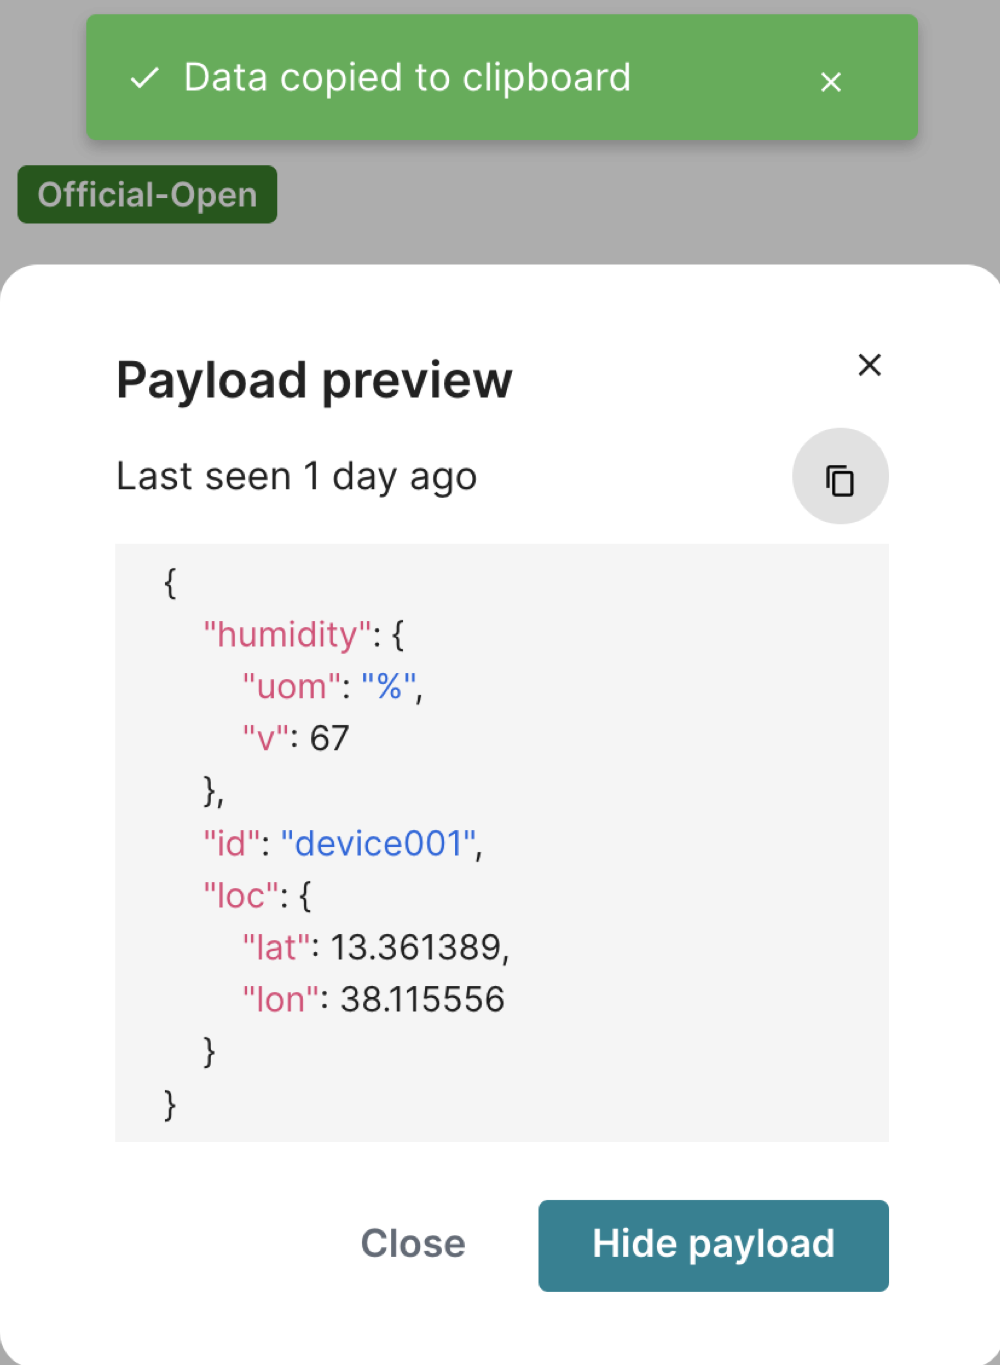 Data copied to clipboard
Official-Open
Payload preview
Last seen 1 day ago
{
"humidity": {
"uom": "%",
"v": 67
},
"id": "device001",
"loc": {
"lat": 13.361389,
"lon": 38.115556
}
}
Close
Hide payload